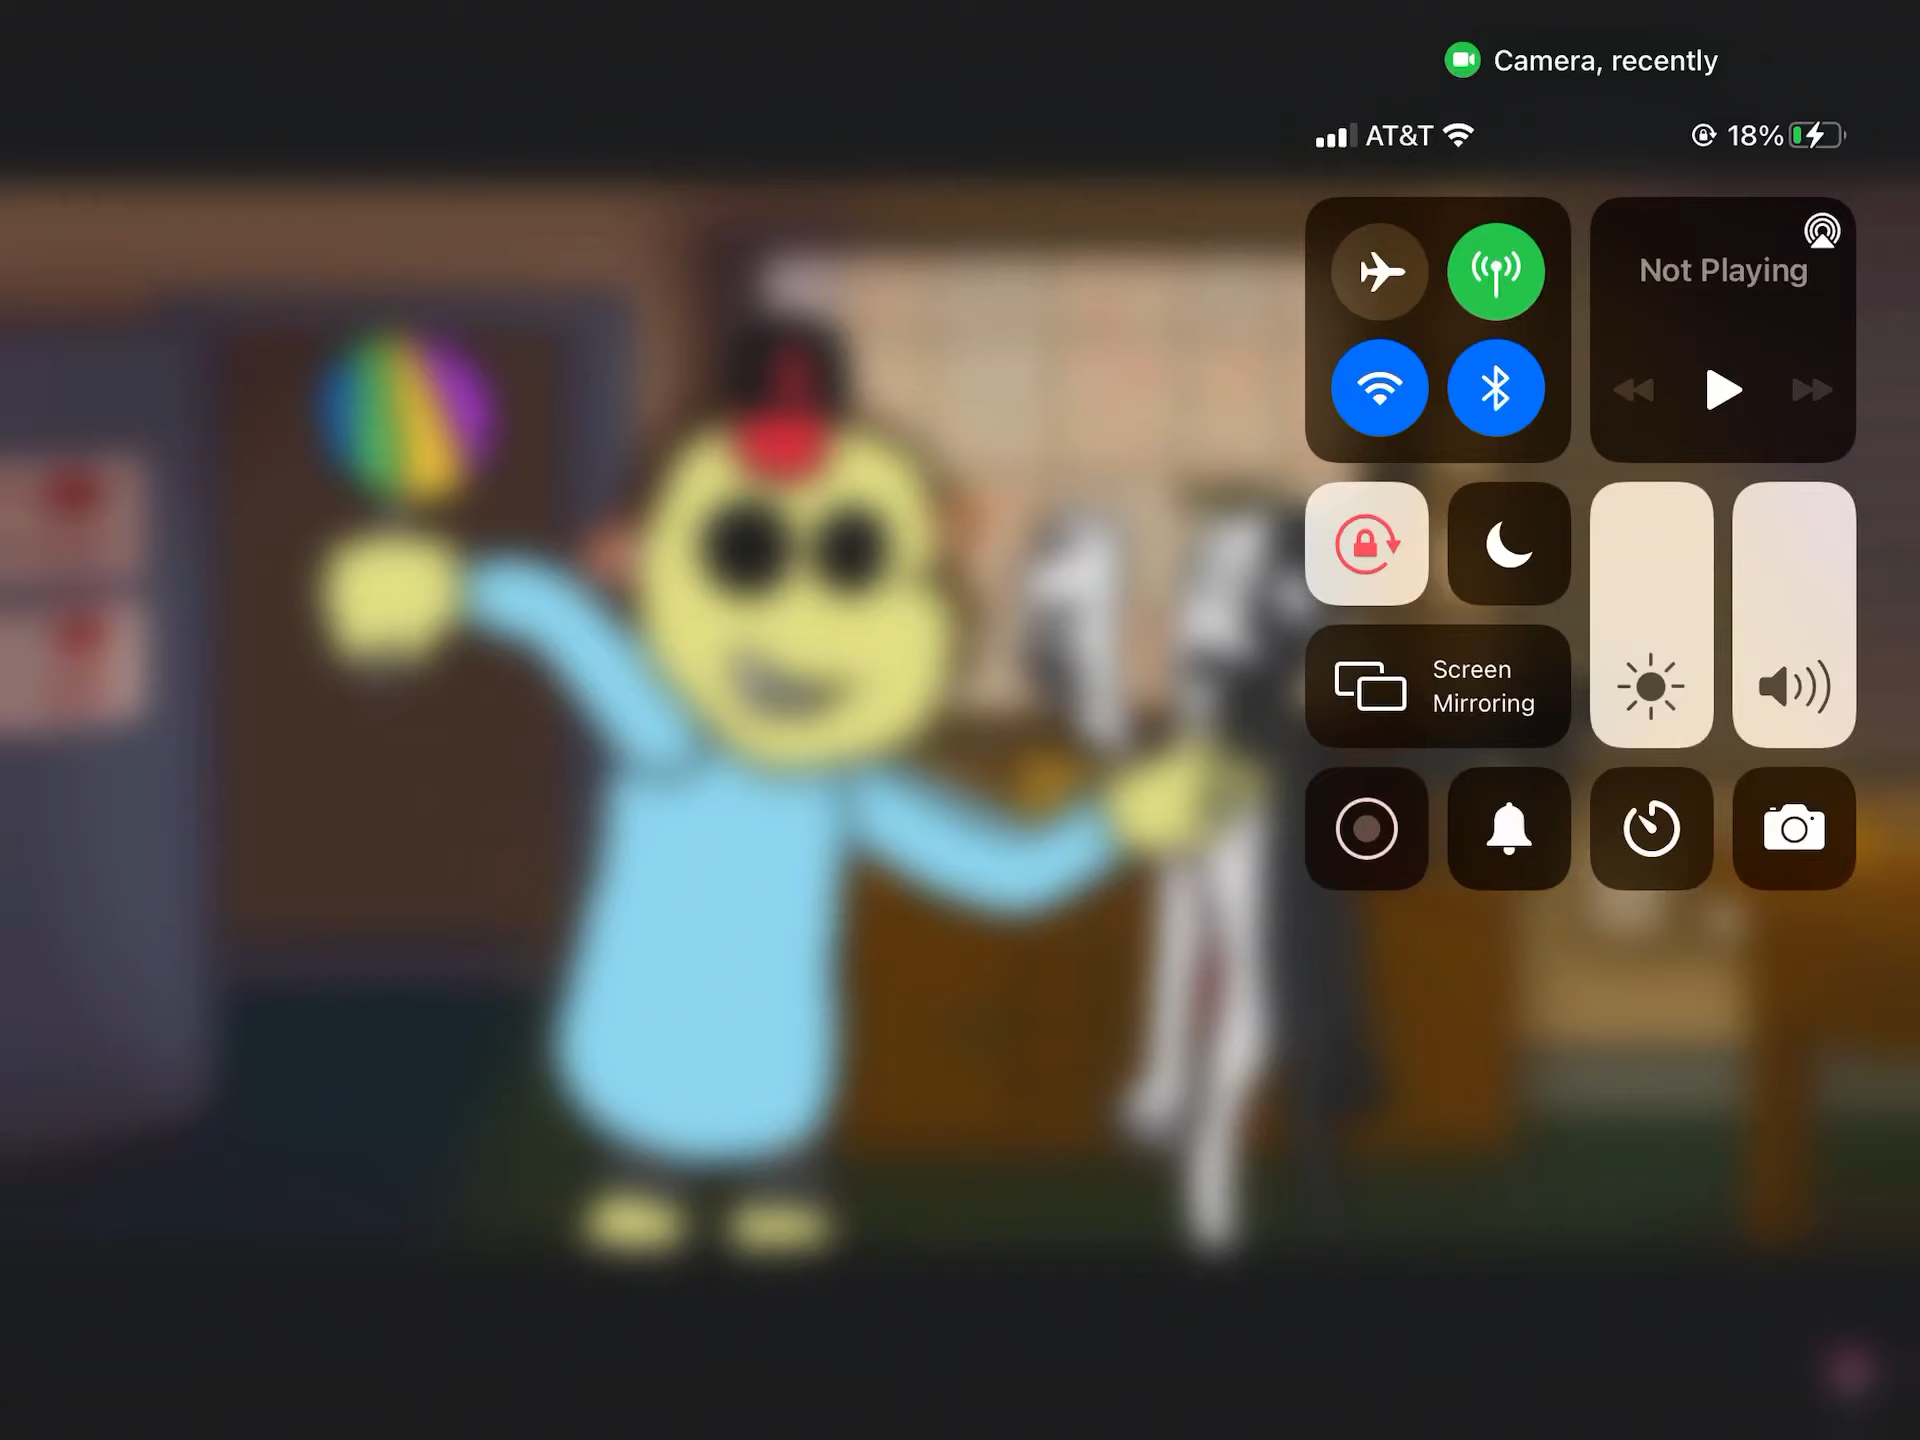 Camera, recently
AT&T 18%
Not Playing
Screen
Mirroring